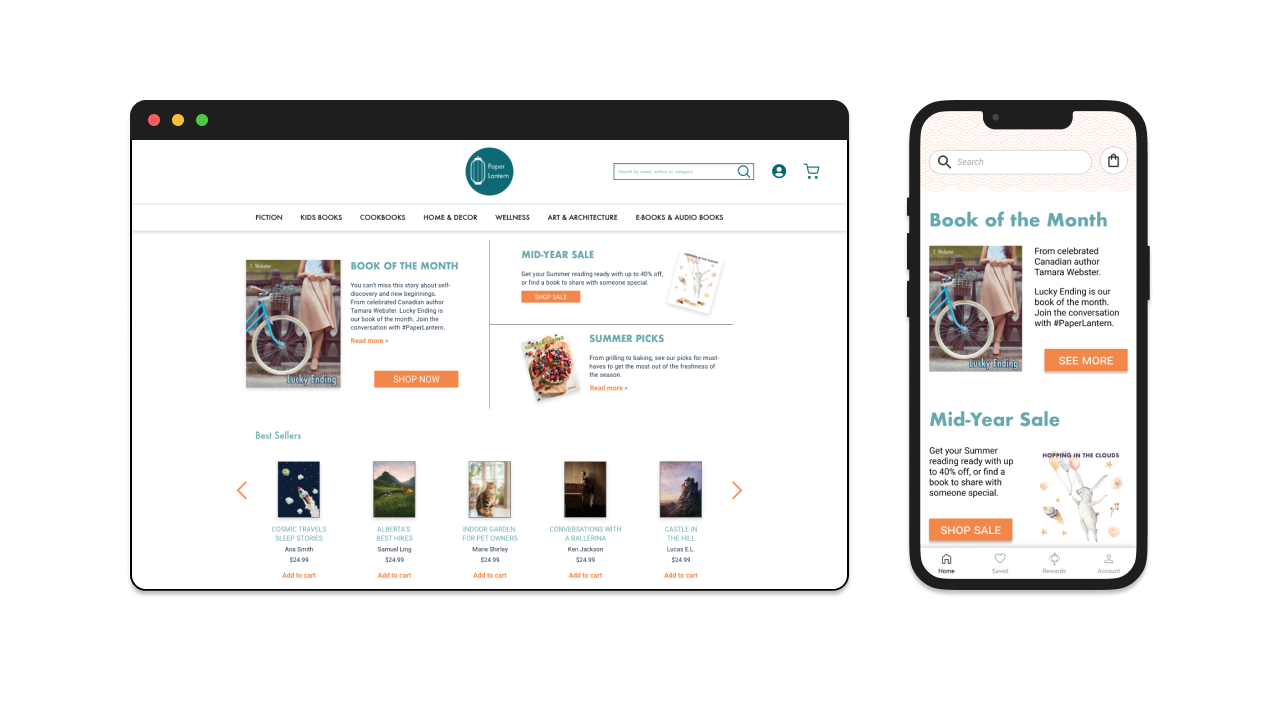 Paper
Lantern
Search by name, author or category
FICTION
KIDS BOOKS
COOKBOOKS
HOME & DECOR
WELLNESS
ART & ARCHITECTURE
E-BOOKS & AUDIO BOOKS
T. Webster
Lucky Ending
BOOK OF THE MONTH
You can't miss this story about self-
discovery and new beginnings.
From celebrated Canadian author
Tamara Webster. Lucky Ending is
our book of the month. Join the
conversation with #PaperLantern.
Read more >
SHOP NOW
MID-YEAR SALE
Get your Summer reading ready with up to 40% off,
or find a book to share with someone special.
SHOP SALE
HOPPING IN THE CLOUDS
SUMMER PICKS
From grilling to baking, see our picks for must-
haves to get the most out of the freshness of
the season.
Read more >
Best Sellers
COSMIC TRAVELS
SLEEP STORIES
Ana Smith
$24.99
Add to cart
ALBERTA'S
BEST HIKES
Samuel Ling
$24.99
Add to cart
INDOOR GARDEN
FOR PET OWNERS
Marie Shirley
$24.99
Add to cart
CONVERSATIONS WITH
A BALLERINA
Ken Jackson
$24.99
Add to cart
CASTLE IN
THE HILL
Lucas E.L.
$24.99
Add to cart
Search
Book of the Month
T. Webster
Lucky Ending
From celebrated
Canadian author
Tamara Webster.
Lucky Ending is our
book of the month.
Join the conversation
with #PaperLantern.
SEE MORE
Mid-Year Sale
Get your Summer
reading ready with up
to 40% off, or find a
book to share with
someone special.
SHOP SALE
HOPPING IN THE CLOUDS
Home
Saved
Rewards
Account